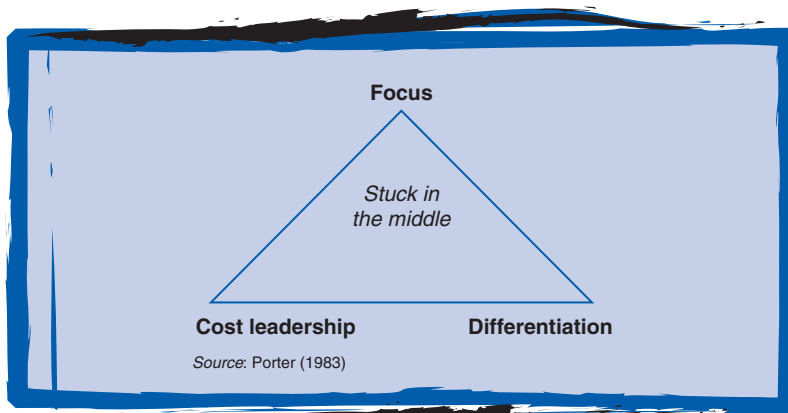 Focus
Stuck in
the middle
Cost leadership
Differentiation
Source: Porter (1983)